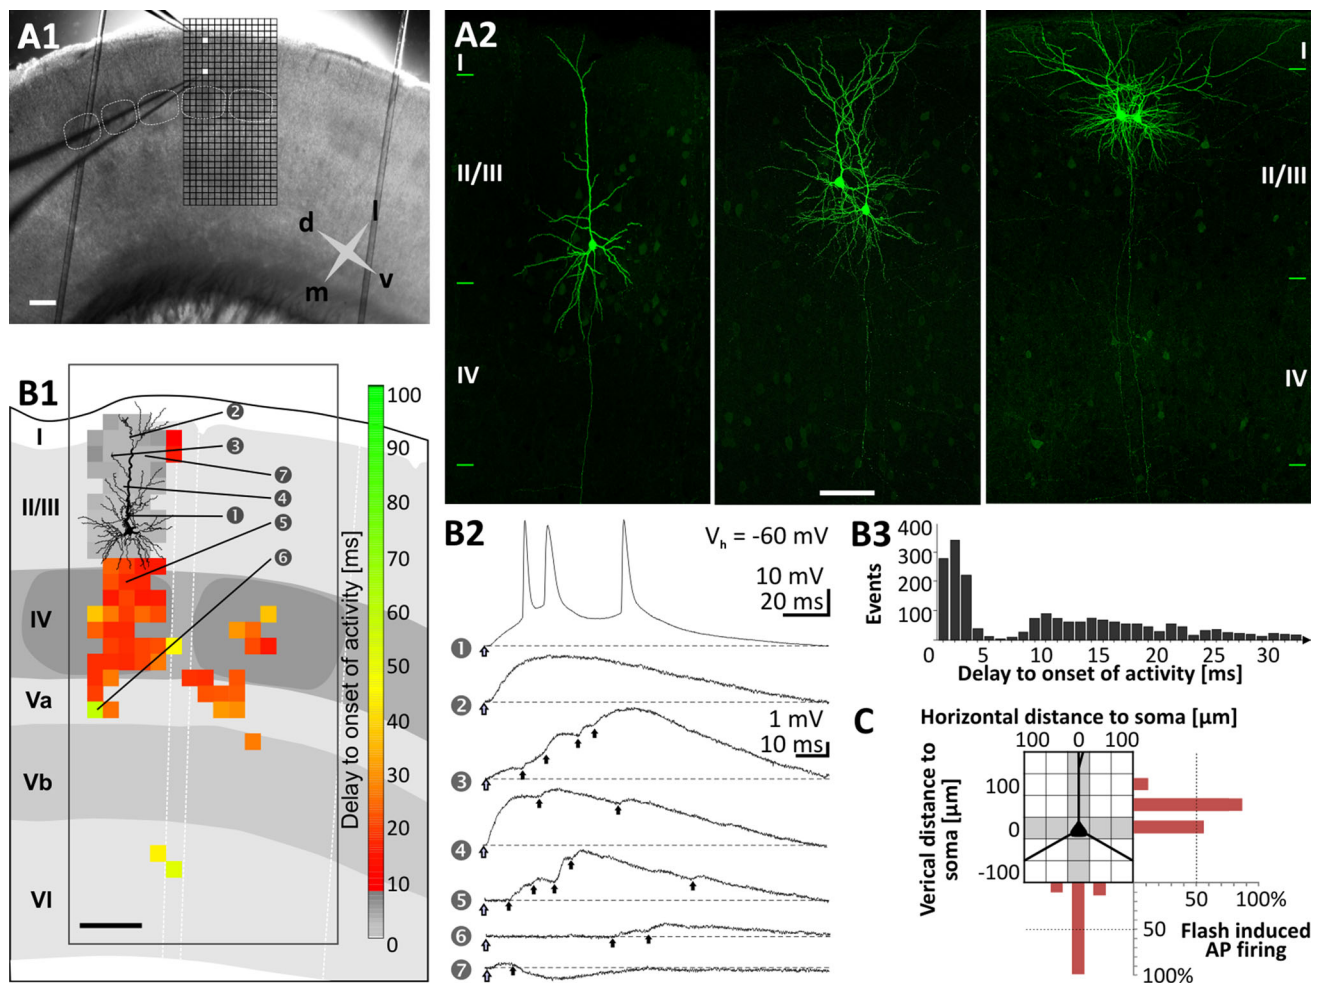 A1
d
l
m
v
A2
I
II/III
IV
I
II/III
IV
B1
I
II/III
IV
Va
Vb
VI
2
3
7
4
1
5
6
100
90
80
70
60
50
40
30
20
10
0
Delay to onset of activity [ms]
B2
Vh = -60 mV
10 mV
20 ms
1
2
1 mV
10 ms
3
4
5
6
7
B3
400
300
200
100
Events
0 5 10 15 20 25 30
Delay to onset of activity [ms]
C
Horizontal distance to soma [µm]
100 0 100
Verical distance to
soma [µm]
100
0
-100
50 100%
50
100%
Flash induced
AP firing